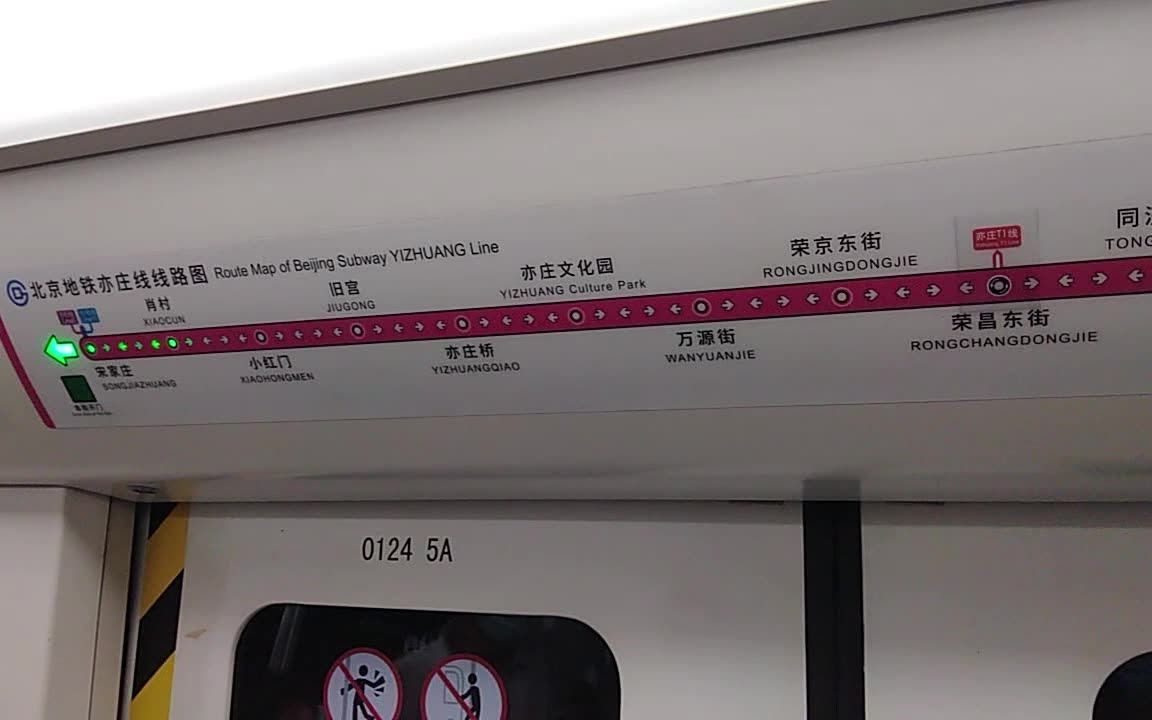 北京地铁亦庄线线路图 Route Map of Beijing Subway YIZHUANG Line
肖村
XIAOCUN
旧宫
JIUGONG
亦庄文化园
YIZHUANG Culture Park
荣京东街
RONGJINGDONGJIE
亦庄T1线
同
TONG
宋家庄
SONGJIAZHUANG
小红门
XIAOHONGMEN
亦庄桥
YIZHUANGQIAO
万源街
WANYUANJIE
荣昌东街
RONGCHANGDONGJIE
0124 5A